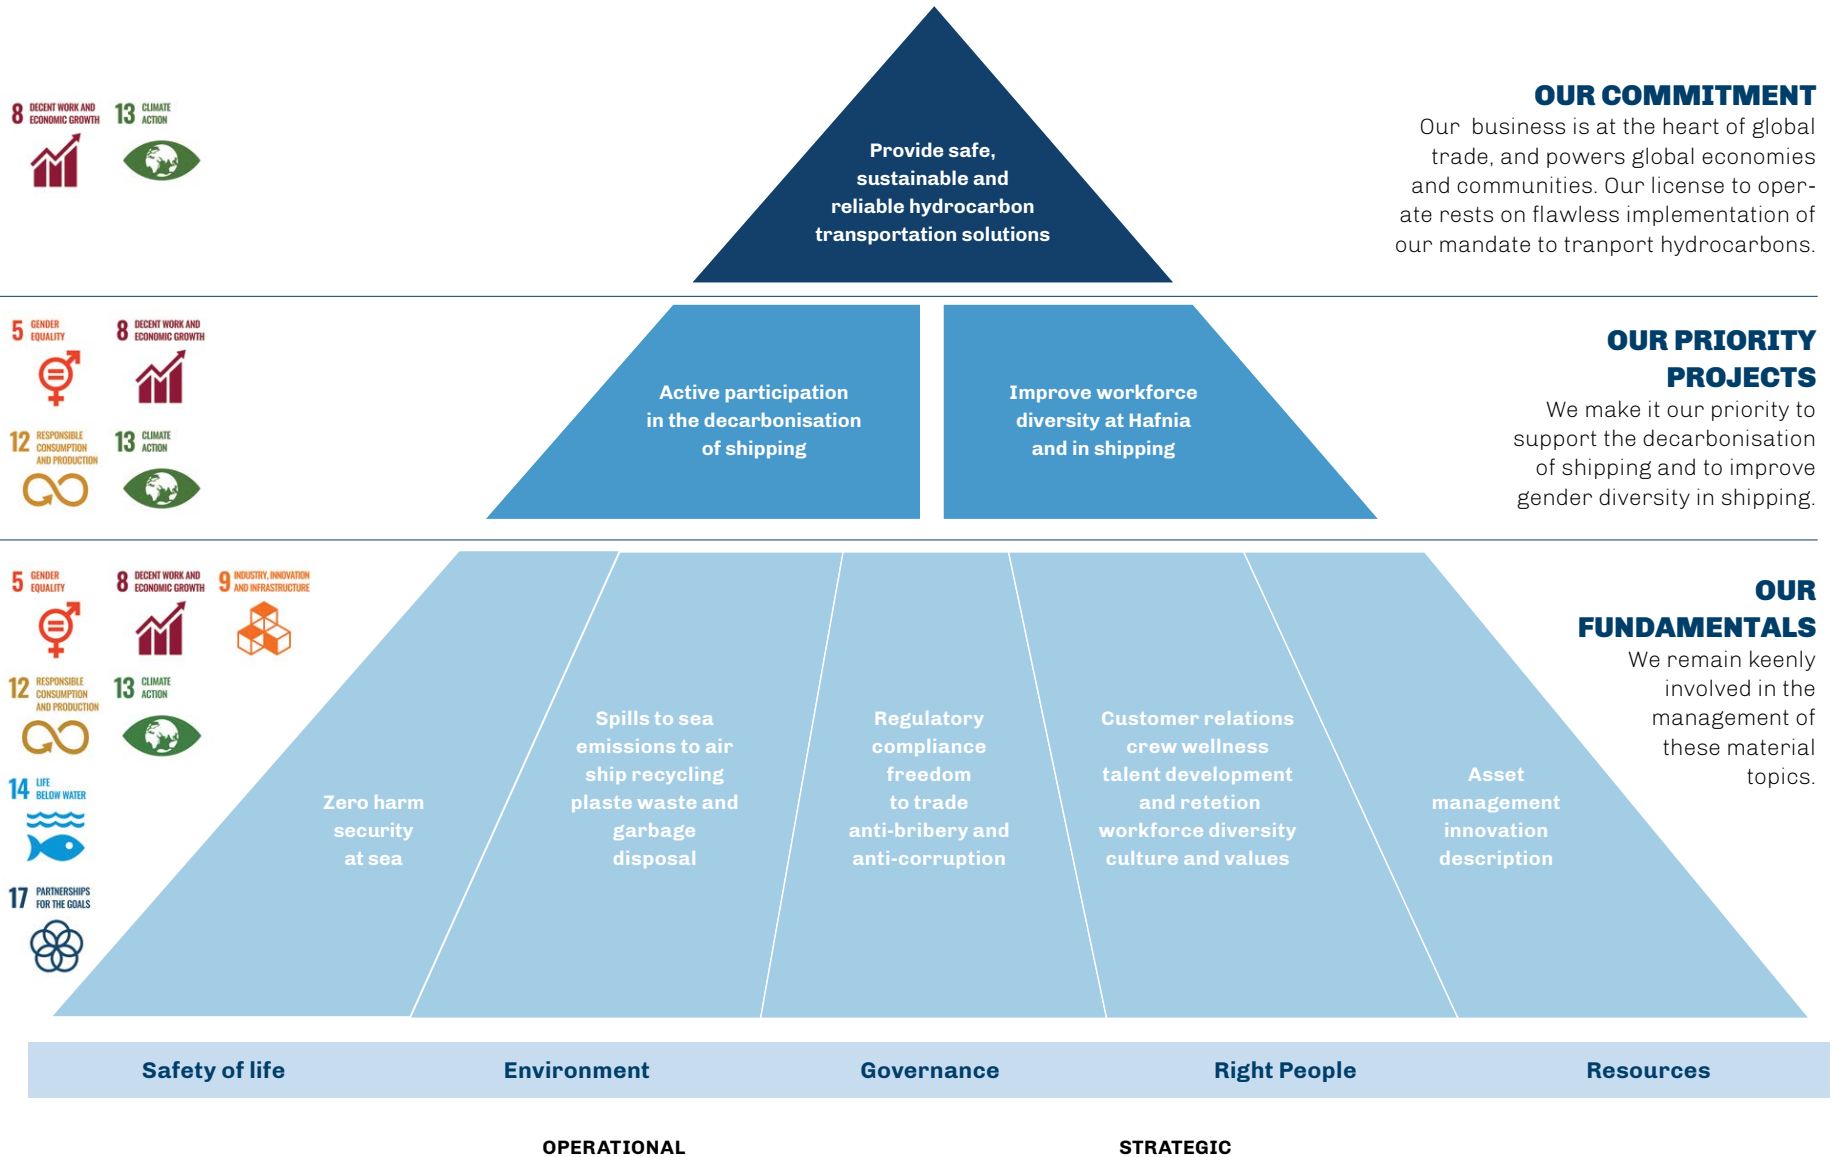 8 DECENT WORK AND
ECONOMIC GROWTH
13 CLIMATE
ACTION
Provide safe,
sustainable and
reliable hydrocarbon
transportation solutions
OUR COMMITMENT
Our business is at the heart of global
trade, and powers global economies
and communities. Our license to oper-
ate rests on flawless implementation of
our mandate to tranport hydrocarbons.
5 GENDER
EQUALITY
8 DECENT WORK AND
ECONOMIC GROWTH
12 RESPONSIBLE
CONSUMPTION
AND PRODUCTION
13 CLIMATE
ACTION
Active participation
in the decarbonisation
of shipping
Improve workforce
diversity at Hafnia
and in shipping
OUR PRIORITY
PROJECTS
We make it our priority to
support the decarbonisation
of shipping and to improve
gender diversity in shipping.
5 GENDER
EQUALITY
8 DECENT WORK AND
ECONOMIC GROWTH
9 INDUSTRY, INNOVATION
AND INFRASTRUCTURE
12 RESPONSIBLE
CONSUMPTION
AND PRODUCTION
13 CLIMATE
ACTION
14 LIFE
BELOW WATER
17 PARTNERSHIPS
FOR THE GOALS
Zero harm
security
at sea
Spills to sea
emissions to air
ship recycling
plaste waste and
garbage
disposal
Regulatory
compliance
freedom
to trade
anti-bribery and
anti-corruption
Customer relations
crew wellness
talent development
and retetion
workforce diversity
culture and values
Asset
management
innovation
description
OUR
FUNDAMENTALS
We remain keenly
involved in the
management of
these material
topics.
Safety of life
Environment
Governance
Right People
Resources
OPERATIONAL
STRATEGIC